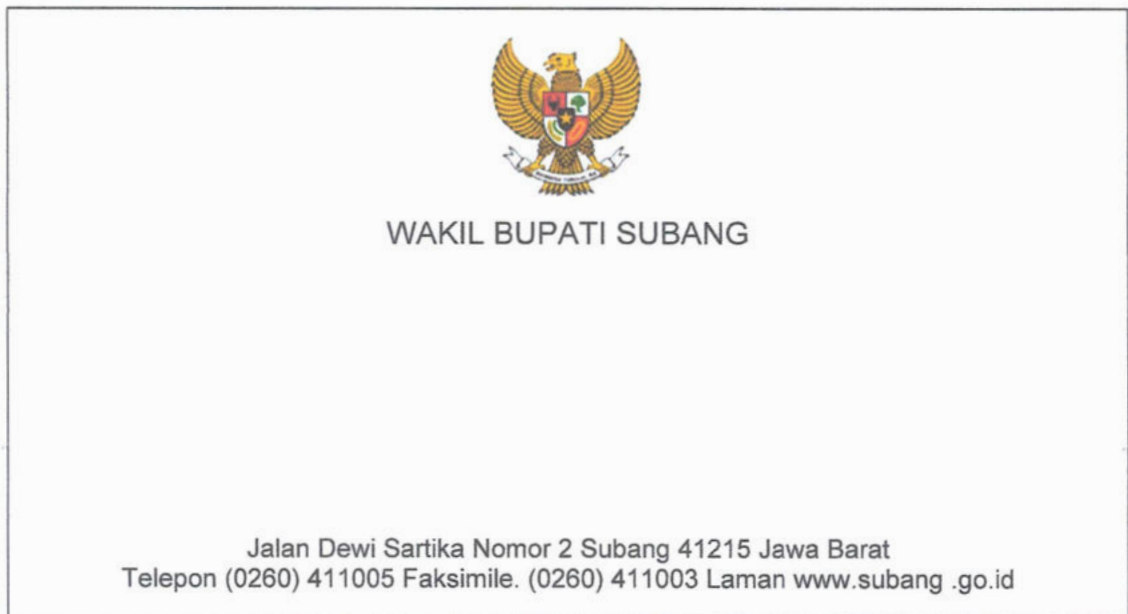 WAKIL BUPATI SUBANG
Jalan Dewi Sartika Nomor 2 Subang 41215 Jawa Barat
Telepon (0260) 411005 Faksimile. (0260) 411003 Laman www.subang .go.id